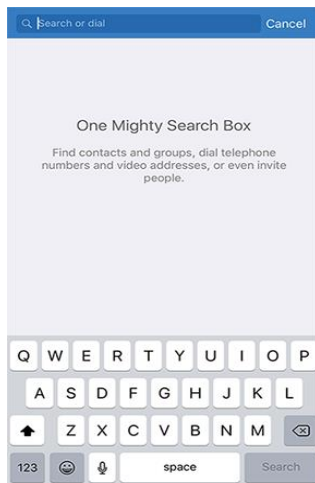 Search or dial Cancel
One Mighty Search Box
Find contacts and groups, dial telephone
numbers and video addresses, or even invite
people.
Q W E R T Y U I O P
A S D F G H J K L
Z X C V B N M
123 space Search